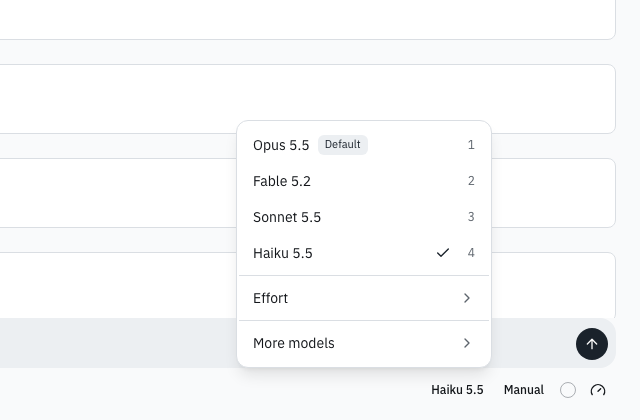 Opus 5.5 Default 1
Fable 5.2 2
Sonnet 5.5 3
Haiku 5.5 4
Effort
More models
Haiku 5.5 Manual